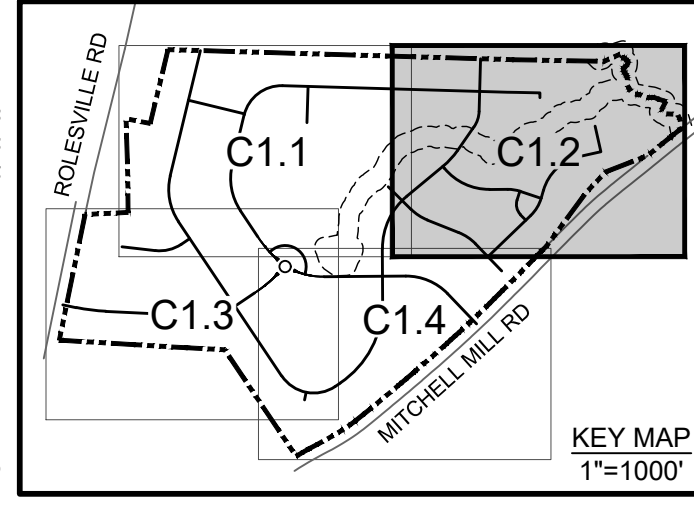 ROLESVILLE RD
C1.1
C1.2
C1.3
C1.4
MITCHELL MILL RD
KEY MAP
1"=1000'